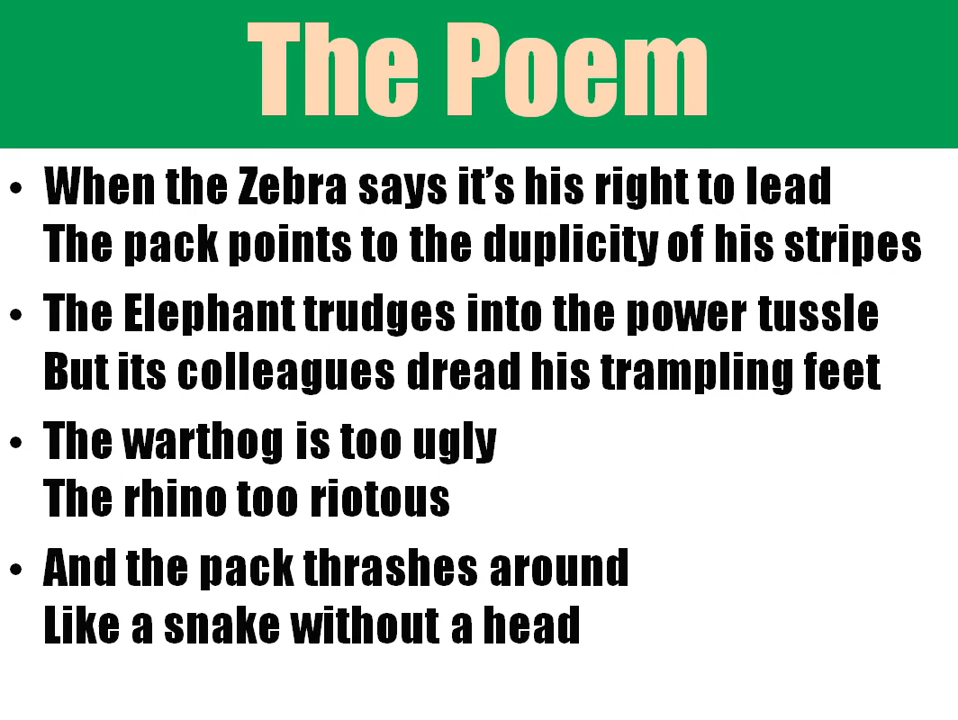 The Poem
• When the Zebra says it’s his right to lead
The pack points to the duplicity of his stripes
• The Elephant trudges into the power tussle
But its colleagues dread his trampling feet
• The warthog is too ugly
The rhino too riotous
• And the pack thrashes around
Like a snake without a head